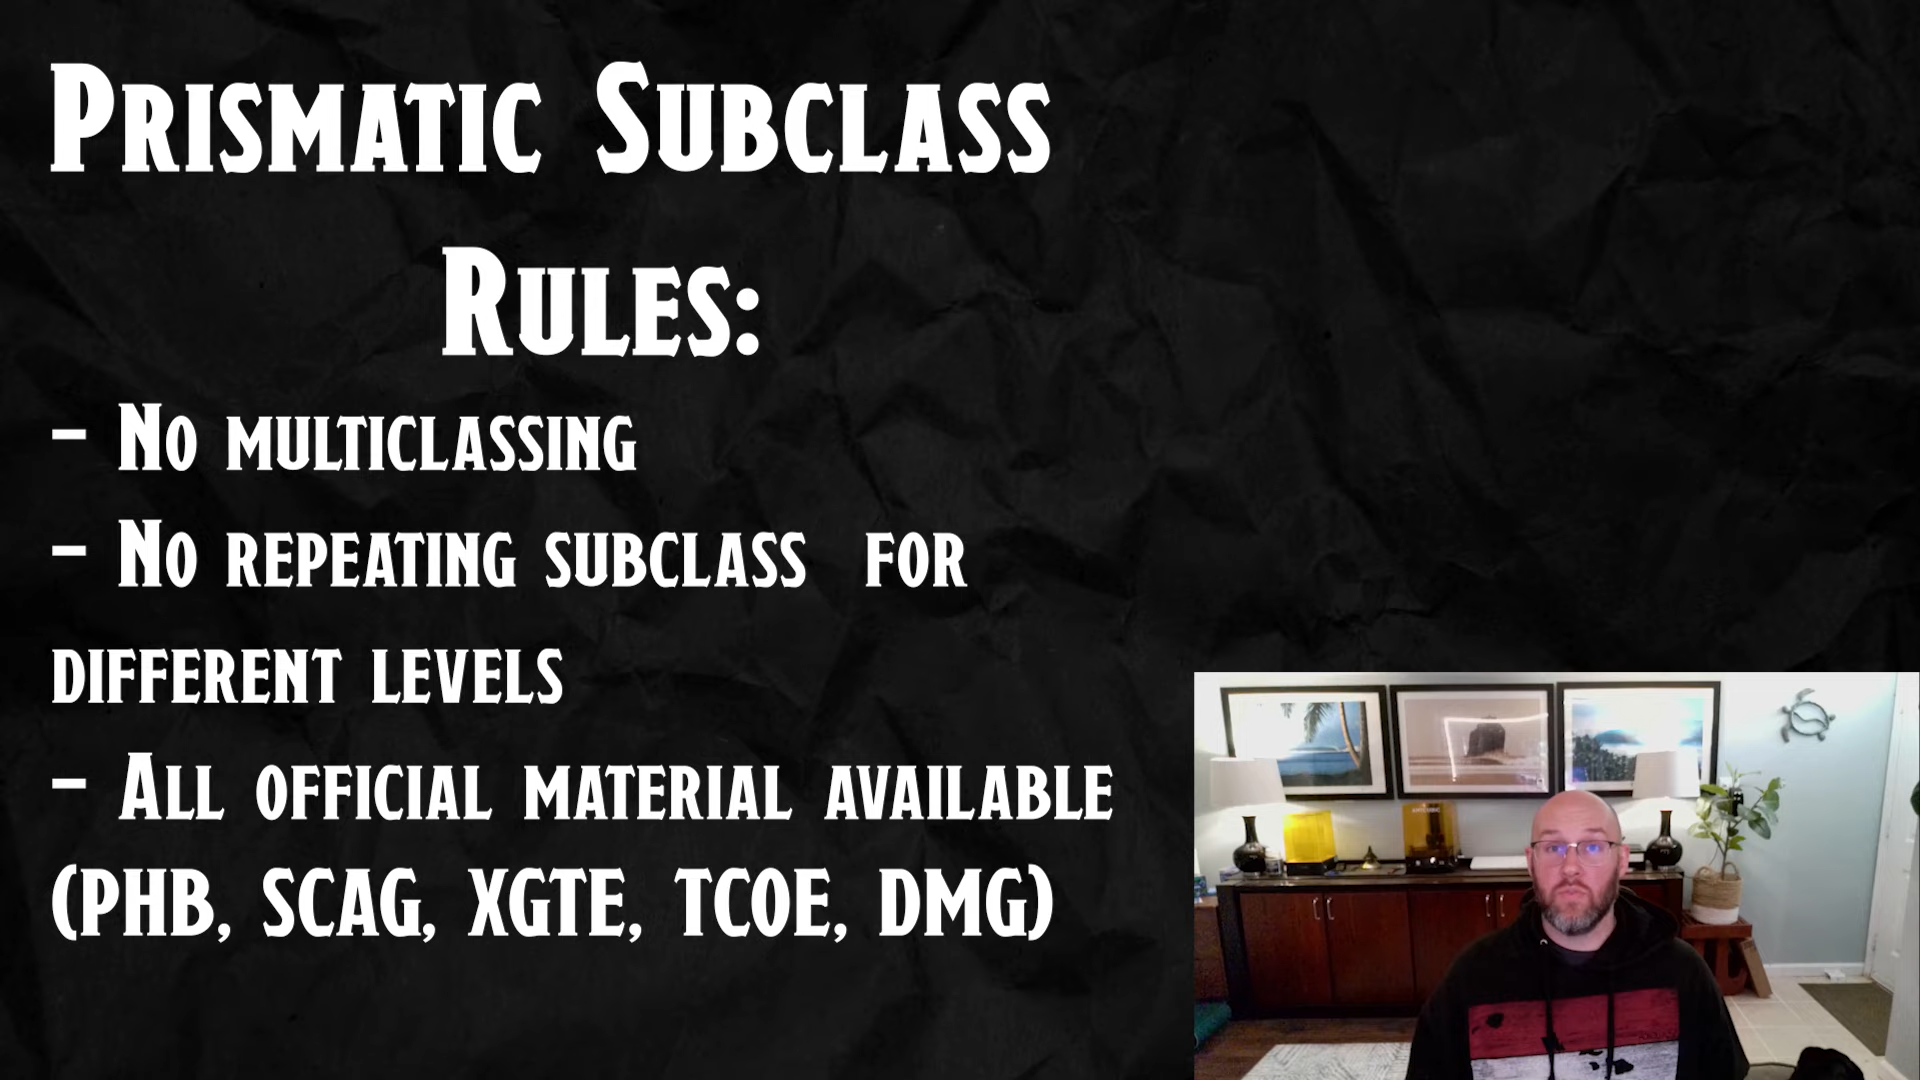 Prismatic Subclass
Rules:
- No multiclassing
- No repeating subclass for
different levels
- All official material available
(PHB, SCAG, XGTE, TCOE, DMG)